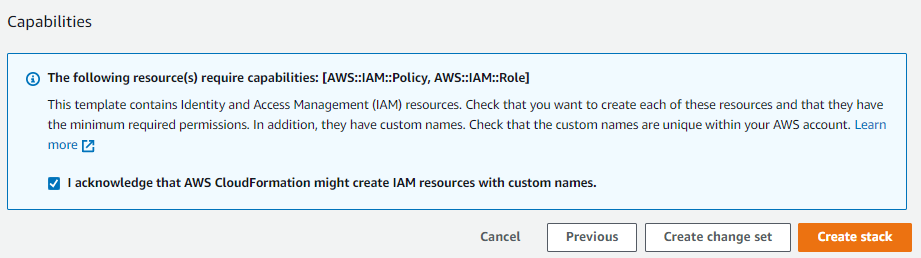 Capabilities
The following resource(s) require capabilities: [AWS::IAM::Policy, AWS::IAM::Role]
This template contains Identity and Access Management (IAM) resources. Check that you want to create each of these resources and that they have
the minimum required permissions. In addition, they have custom names. Check that the custom names are unique within your AWS account. Learn
more
I acknowledge that AWS CloudFormation might create IAM resources with custom names.
Cancel Previous Create change set Create stack